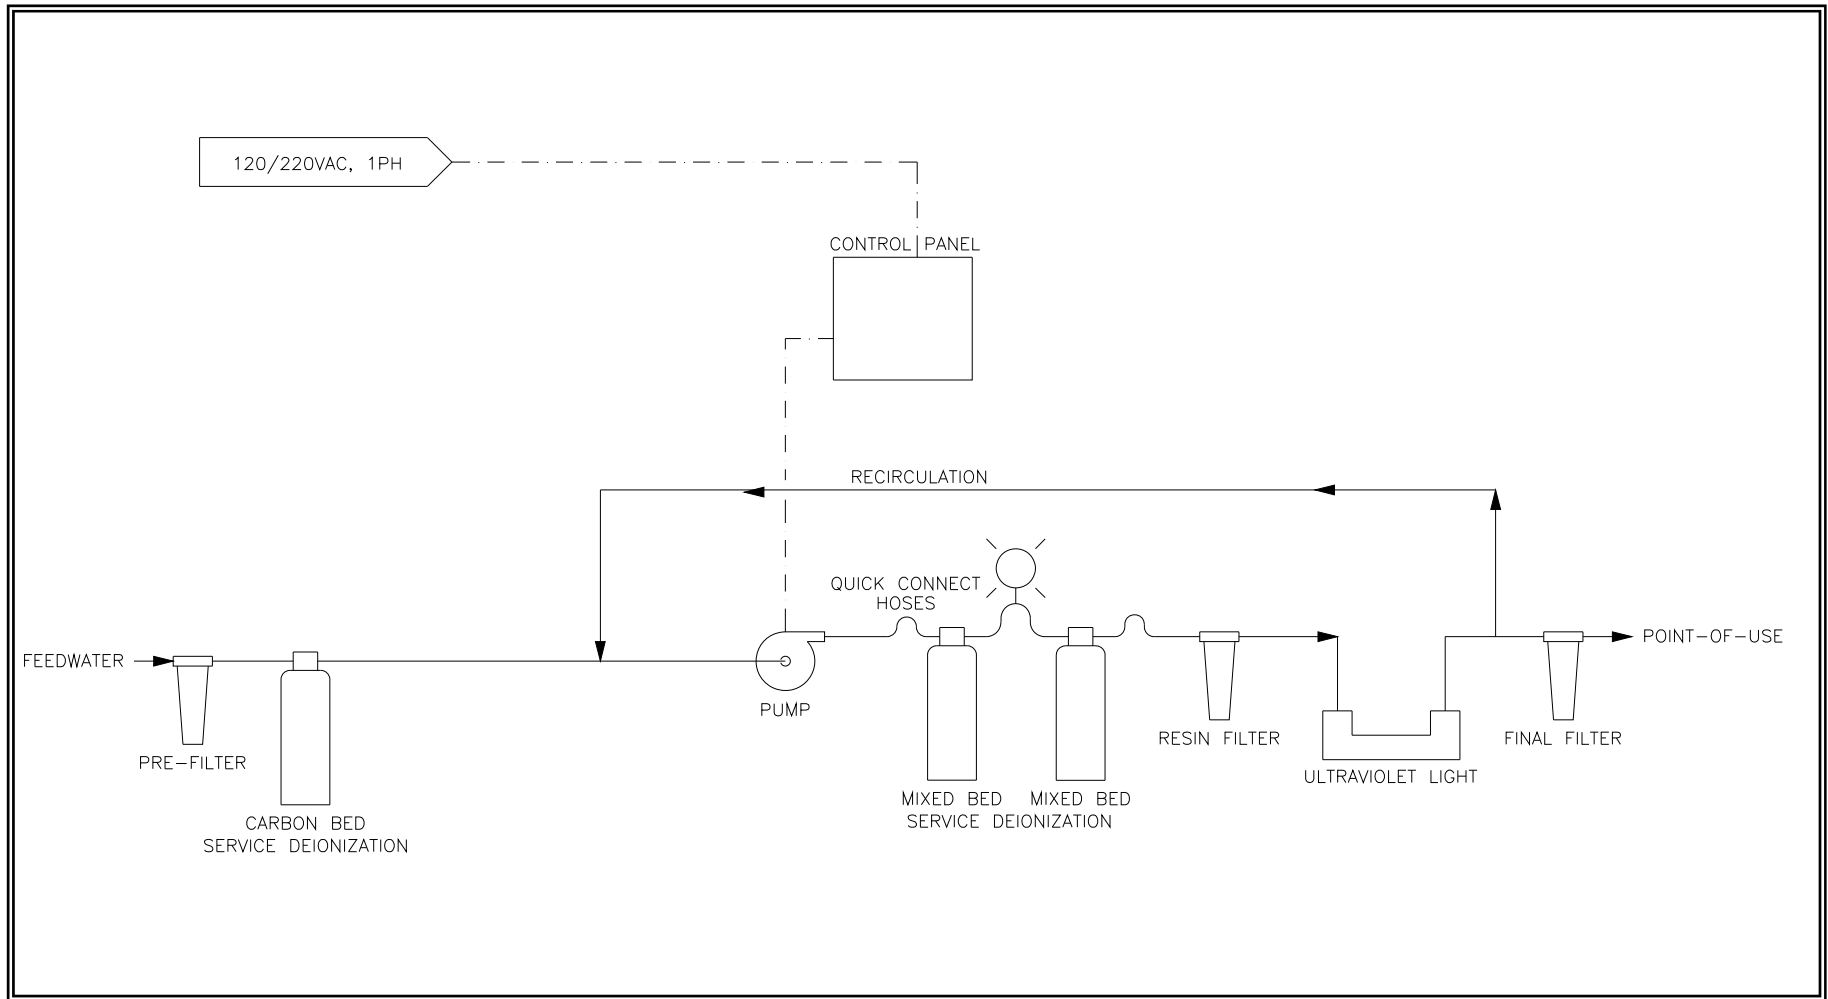 120/220VAC, 1PH
CONTROL PANEL
RECIRCULATION
QUICK CONNECT
HOSES
FEEDWATER
POINT-OF-USE
PUMP
PRE-FILTER
RESIN FILTER
FINAL FILTER
ULTRAVIOLET LIGHT
CARBON BED
SERVICE DEIONIZATION
MIXED BED MIXED BED
SERVICE DEIONIZATION